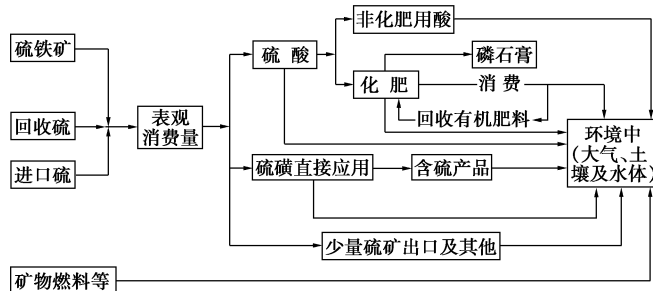 非化肥用酸
硫铁矿
硫 酸
磷石膏
化 肥
消 费
表观
消费量
回收硫
回收有机肥料
环境中
(大气、土
壤及水体)
进口硫
硫磺直接应用
含硫产品
少量硫矿出口及其他
矿物燃料等